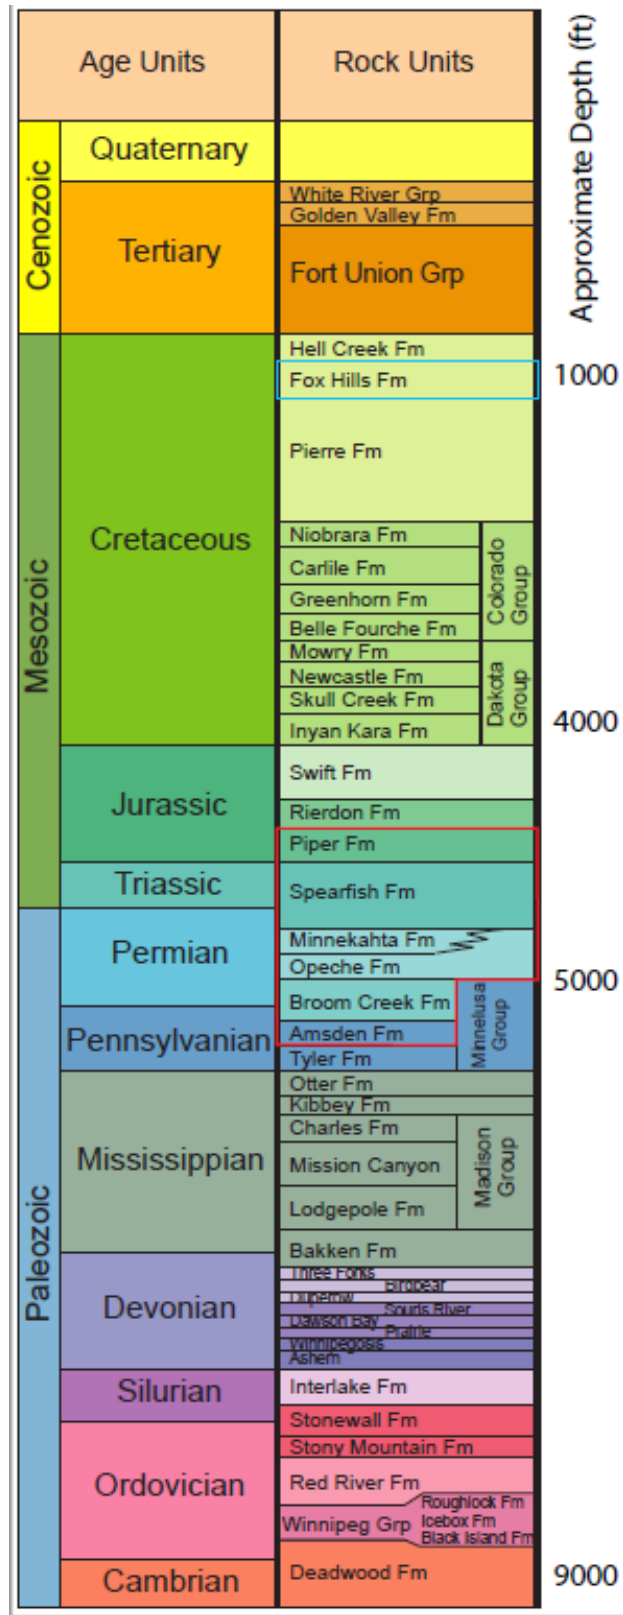 Age Units
Rock Units
Approximate Depth (ft)
Cenozoic
Quaternary
White River Grp
Golden Valley Fm
Tertiary
Fort Union Grp
Mesozoic
Hell Creek Fm
Fox Hills Fm
1000
Pierre Fm
Cretaceous
Niobrara Fm
Carlile Fm
Greenhorn Fm
Belle Fourche Fm
Colorado
Group
Mowry Fm
Newcastle Fm
Skull Creek Fm
Inyan Kara Fm
Dakota
Group
4000
Swift Fm
Jurassic
Rierdon Fm
Piper Fm
Triassic
Spearfish Fm
Paleozoic
Permian
Minnekahta Fm
Opeche Fm
5000
Broom Creek Fm
Pennsylvanian
Amsden Fm
Tyler Fm
Minnelusa
Group
Otter Fm
Kibbey Fm
Mississippian
Charles Fm
Mission Canyon
Lodgepole Fm
Madison
Group
Bakken Fm
Devonian
Three Forks
Birdbear
Duperow
Souris River
Dawson Bay
Prairie
Winnipegosis
Ashern
Silurian
Interlake Fm
Stonewall Fm
Stony Mountain Fm
Ordovician
Red River Fm
Roughlock Fm
Winnipeg Grp
Icebox Fm
Black Island Fm
Cambrian
Deadwood Fm
9000